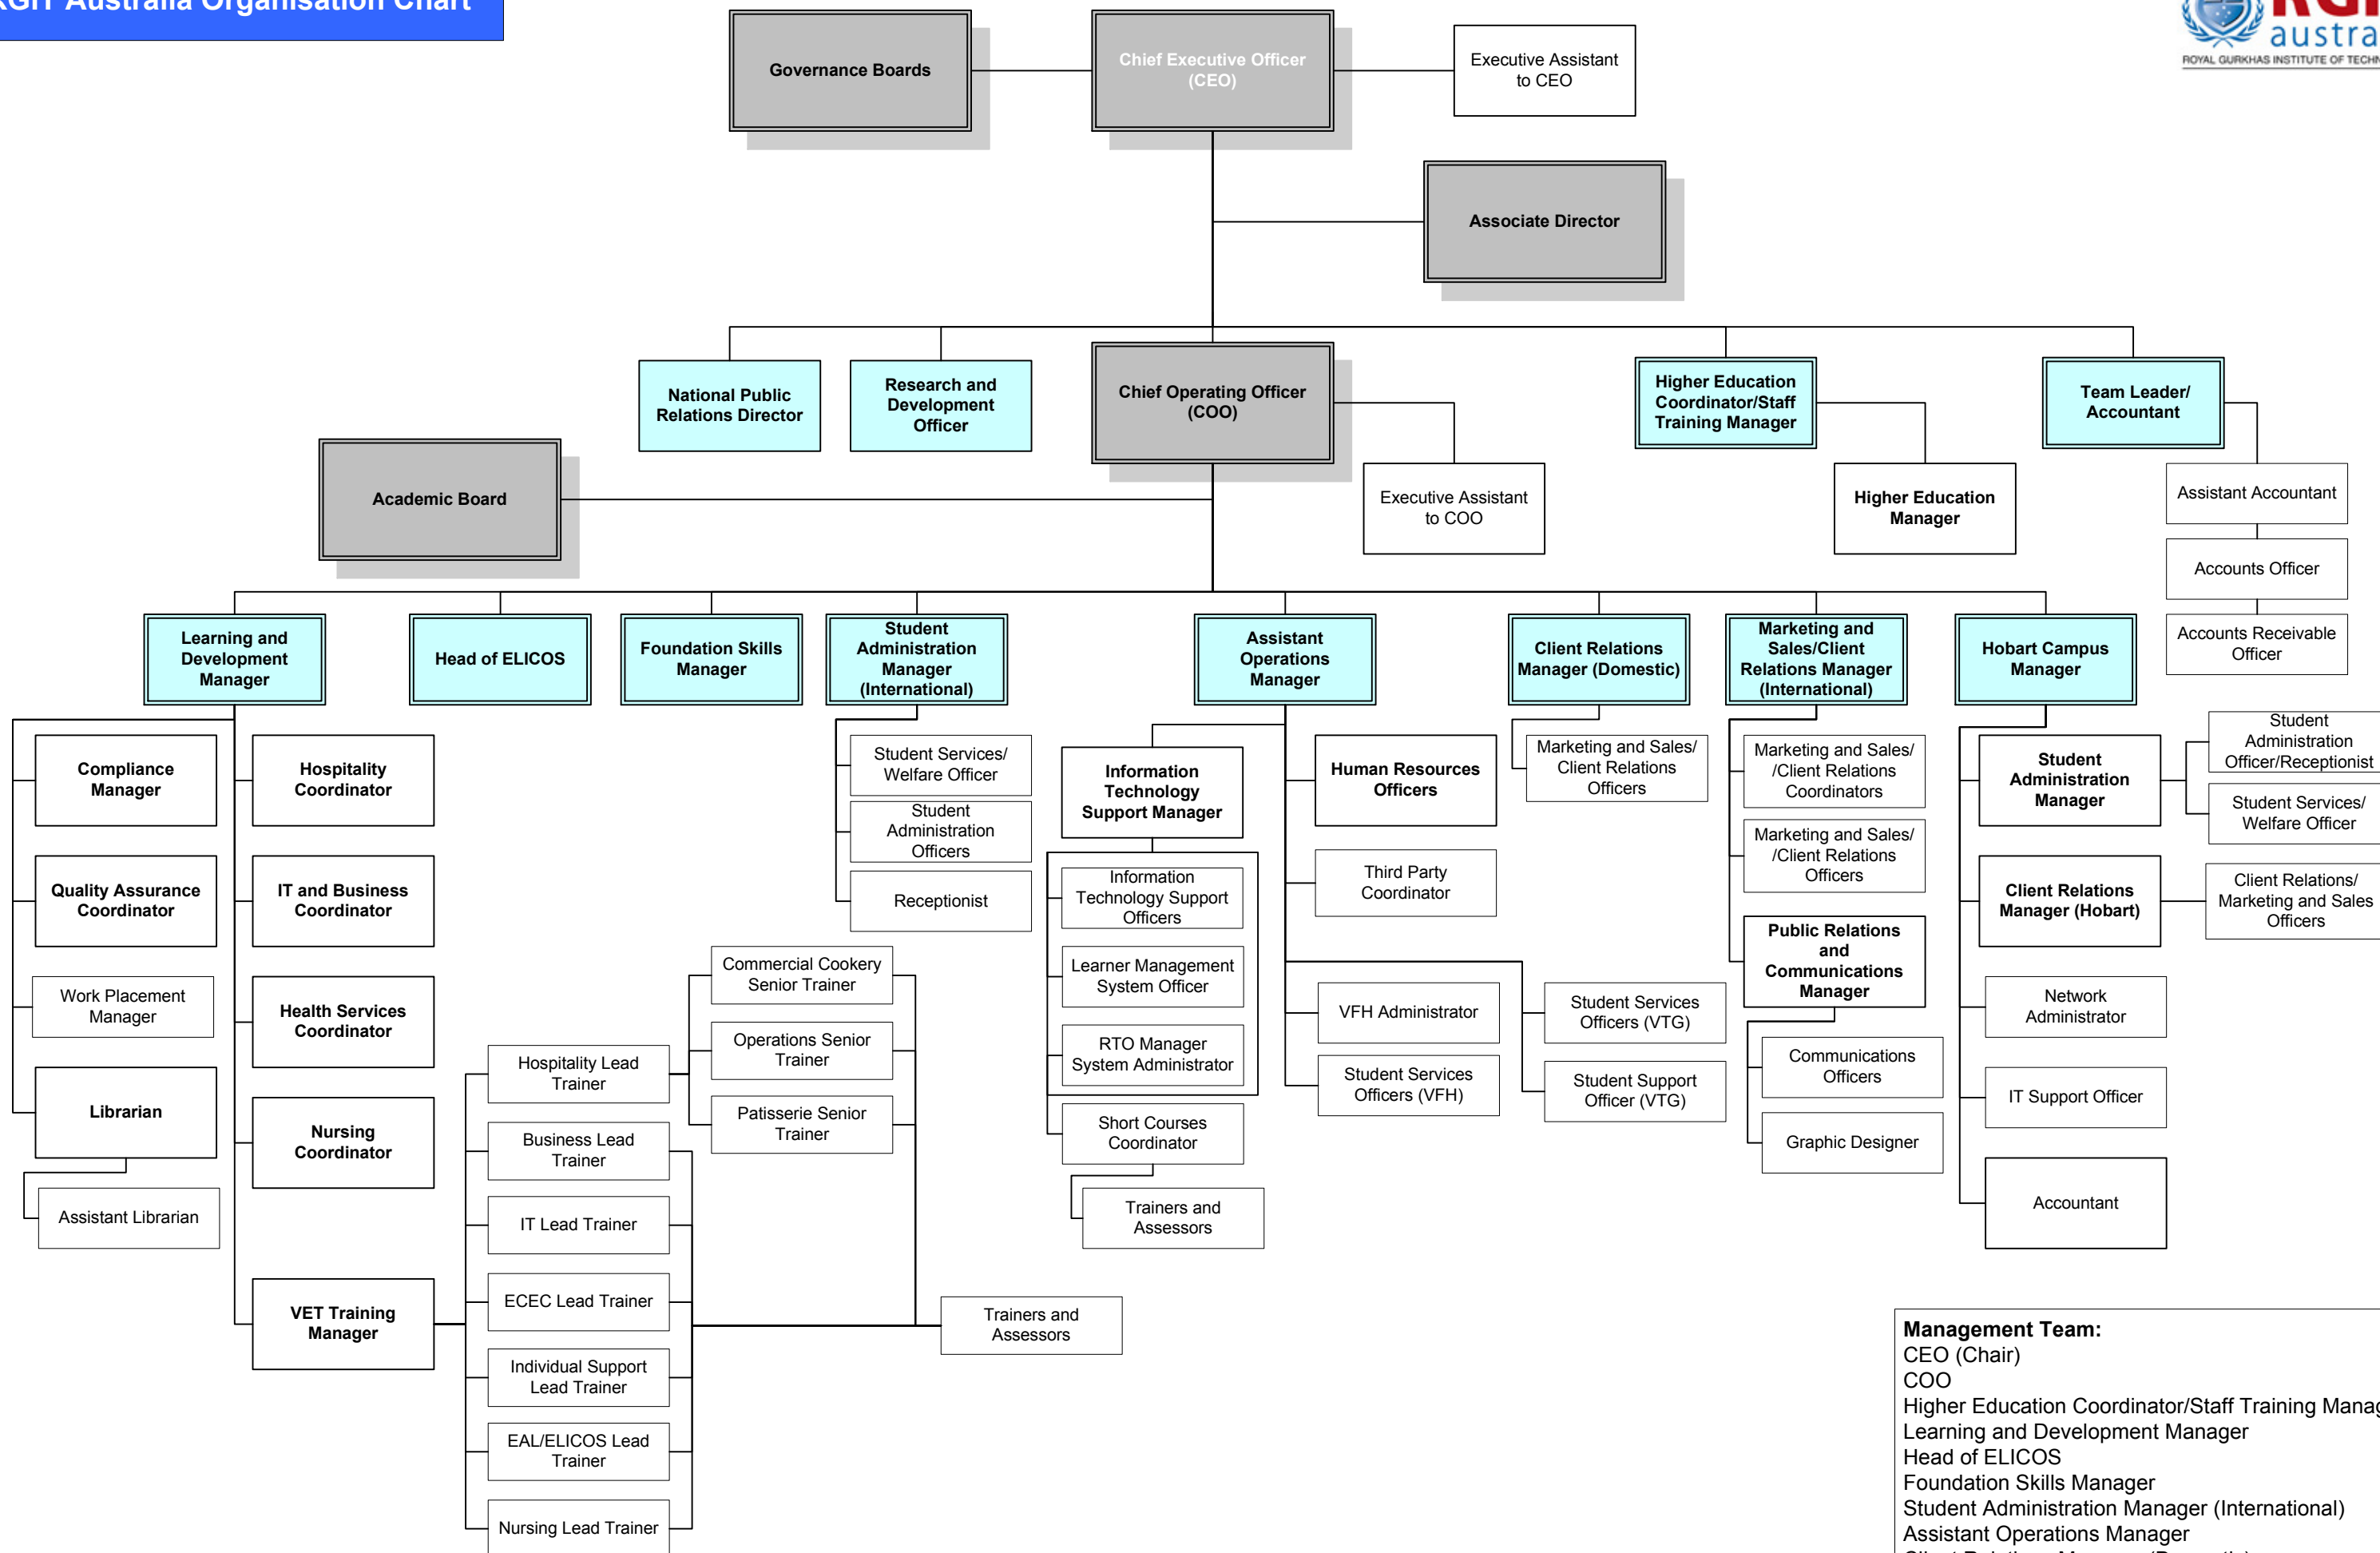 RGIT Australia Organisation Chart
australia
ROYAL GURKHAS INSTITUTE OF
Governance Boards
Chief Executive Officer
(CEO)
Executive Assistant
to CEO
Associate Director
National Public
Relations Director
Research and
Development
Officer
Chief Operating Officer
(COO)
Higher Education
Coordinator/Staff
Training Manager
Team Leader/
Accountant
Academic Board
Executive Assistant
to COO
Higher Education
Manager
Assistant Accountant
Accounts Officer
Accounts Receivable
Officer
Learning and
Development
Manager
Head of ELICOS
Foundation Skills
Manager
Student
Administration
Manager
(International)
Assistant
Operations
Manager
Client Relations
Manager (Domestic)
Marketing and
Sales/Client
Relations Manager
(International)
Hobart Campus
Manager
Compliance
Manager
Quality Assurance
Coordinator
Work Placement
Manager
Librarian
Assistant Librarian
Hospitality
Coordinator
IT and Business
Coordinator
Health Services
Coordinator
Nursing
Coordinator
VET Training
Manager
Hospitality Lead
Trainer
Business Lead
Trainer
IT Lead Trainer
ECEC Lead Trainer
Individual Support
Lead Trainer
EAL/ELICOS Lead
Trainer
Nursing Lead Trainer
Commercial Cookery
Senior Trainer
Operations Senior
Trainer
Patisserie Senior
Trainer
Trainers and
Assessors
Student Services/
Welfare Officer
Student
Administration
Officers
Receptionist
Information
Technology
Support Manager
Information
Technology Support
Officers
Learner Management
System Officer
RTO Manager
System Administrator
Short Courses
Coordinator
Trainers and
Assessors
Human Resources
Officers
Third Party
Coordinator
VFH Administrator
Student Services
Officers (VFH)
Student Services
Officers (VTG)
Student Support
Officer (VTG)
Marketing and Sales/
Client Relations
Officers
Marketing and Sales/
/Client Relations
Coordinators
Marketing and Sales/
/Client Relations
Officers
Public Relations
and
Communications
Manager
Communications
Officers
Graphic Designer
Student
Administration
Manager
Client Relations
Manager (Hobart)
Network
Administrator
IT Support Officer
Accountant
Student
Administration
Officer/Receptionist
Student Services/
Welfare Officer
Client Relations/
Marketing and Sales
Officers
Management Team:
CEO (Chair)
COO
Higher Education Coordinator/Staff Training
Learning and Development Manager
Head of ELICOS
Foundation Skills Manager
Student Administration Manager (International)
Assistant Operations Manager